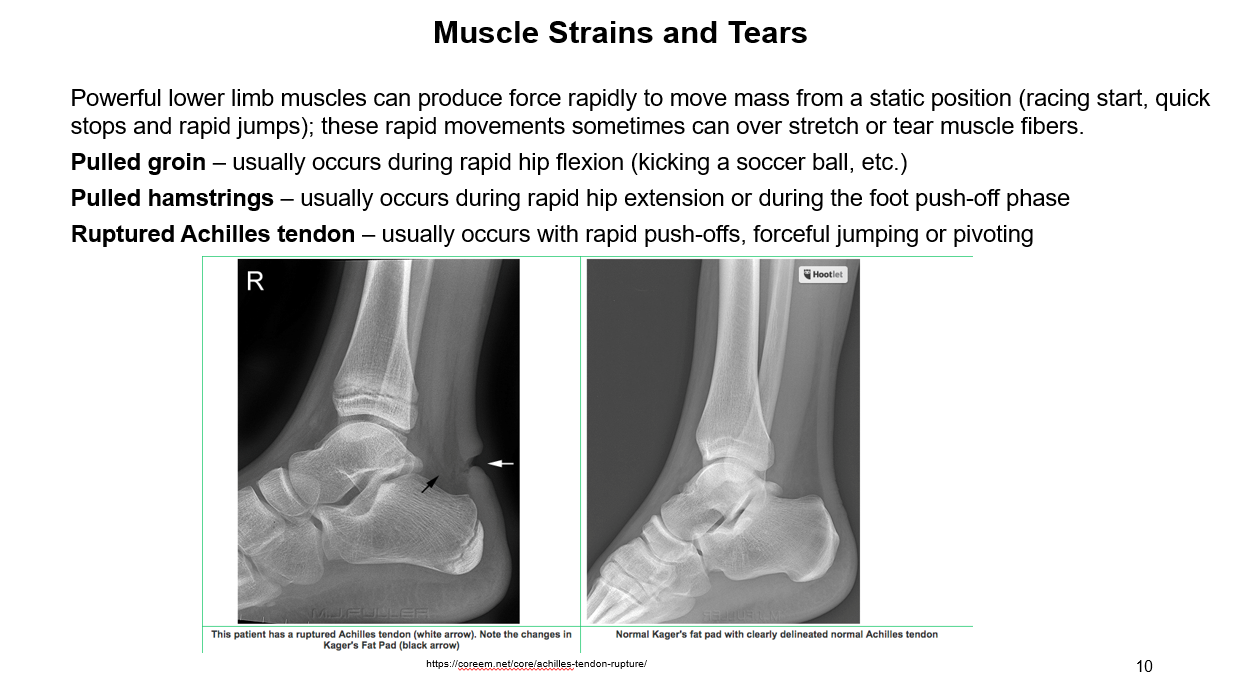 Muscle Strains and Tears
Powerful lower limb muscles can produce force rapidly to move mass from a static position (racing start, quick
stops and rapid jumps); these rapid movements sometimes can over stretch or tear muscle fibers.
Pulled groin – usually occurs during rapid hip flexion (kicking a soccer ball, etc.)
Pulled hamstrings – usually occurs during rapid hip extension or during the foot push-off phase
Ruptured Achilles tendon – usually occurs with rapid push-offs, forceful jumping or pivoting
R
Hootlet
This patient has a ruptured Achilles tendon (white arrow). Note the changes in
Kager's Fat Pad (black arrow)
Normal Kager's fat pad with clearly delineated normal Achilles tendon
https://coreem.net/core/achilles-tendon-rupture/
10